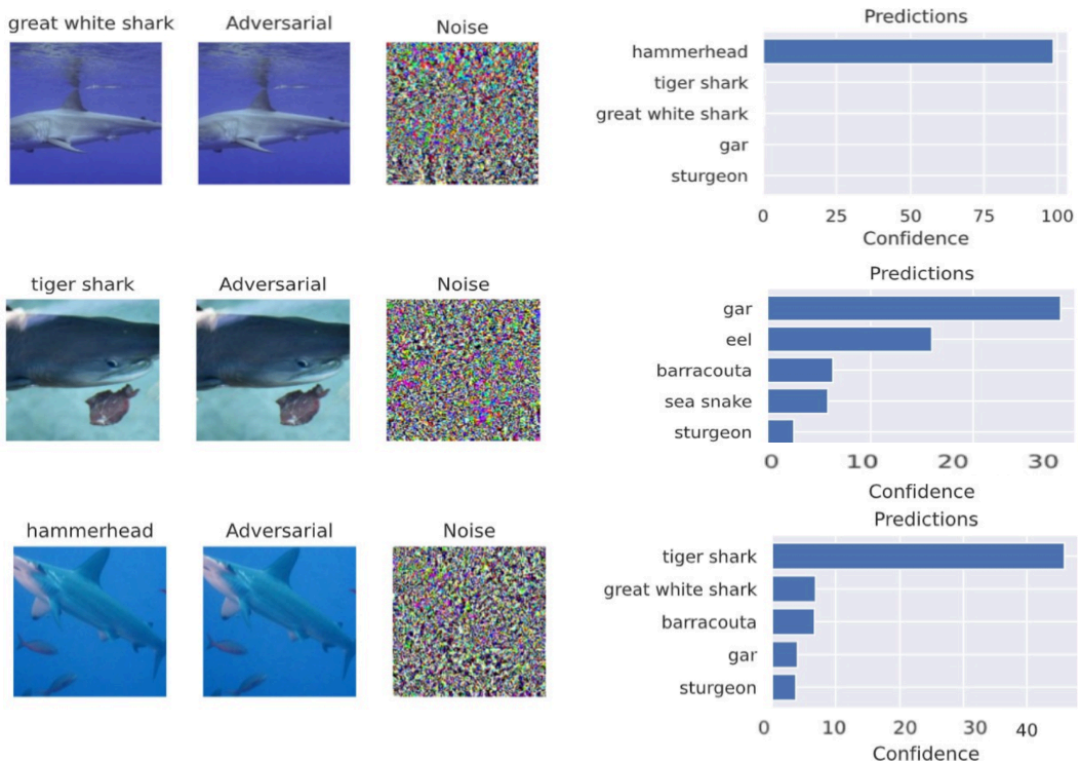 great white shark
Adversarial
Noise
Predictions
hammerhead
tiger shark
great white shark
gar
sturgeon
0 25 50 75 100
Confidence
tiger shark
Adversarial
Noise
Predictions
gar
eel
barracouta
sea snake
sturgeon
0 10 20 30
Confidence
hammerhead
Adversarial
Noise
Predictions
tiger shark
great white shark
barracouta
gar
sturgeon
0 10 20 30 40
Confidence